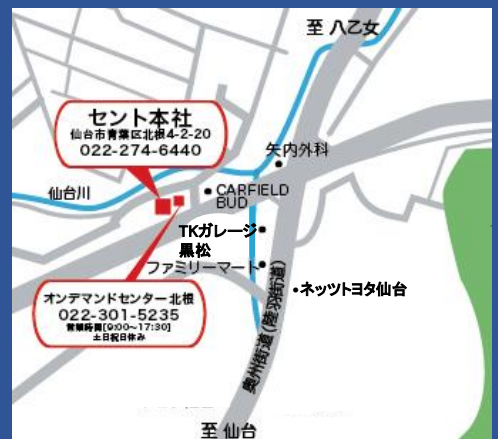 至 八乙女
セント本社
仙台市青葉区北根4-2-20
022-274-6440
矢内外科
仙台川
CARFIELD
BUD
TKガレージ
黒松
ファミリーマート
オンデマンドセンター北根
022-301-5235
営業時間[9:00~17:30]
土日祝日休み
ネッツトヨタ仙台
奥州街道(陸羽街道)
至 仙台